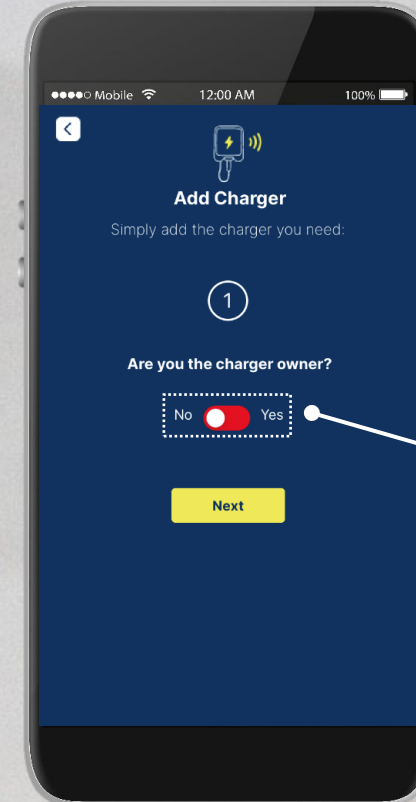 ●●●●○ Mobile 12:00 AM 100%
Add Charger
Simply add the charger you need:
1
Are you the charger owner?
No Yes
Next